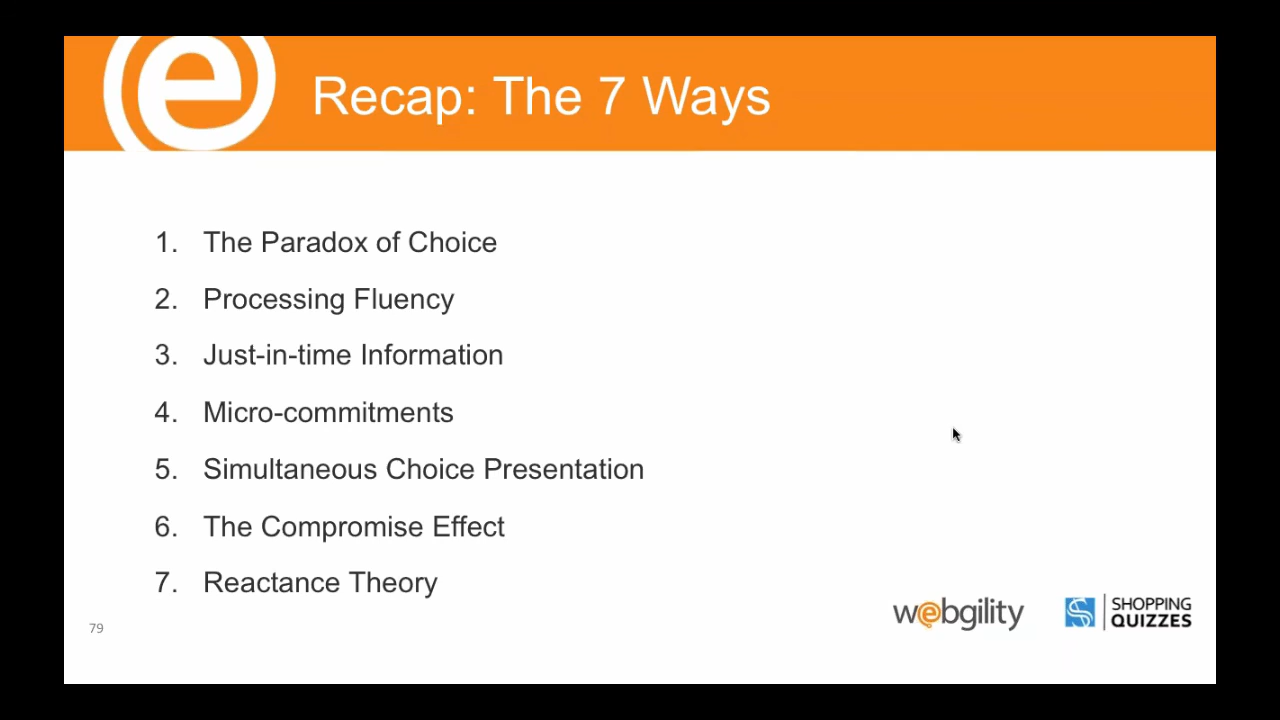 Recap: The 7 Ways
1. The Paradox of Choice
2. Processing Fluency
3. Just-in-time Information
4. Micro-commitments
5. Simultaneous Choice Presentation
6. The Compromise Effect
7. Reactance Theory
79
webgility
SHOPPING
QUIZZES